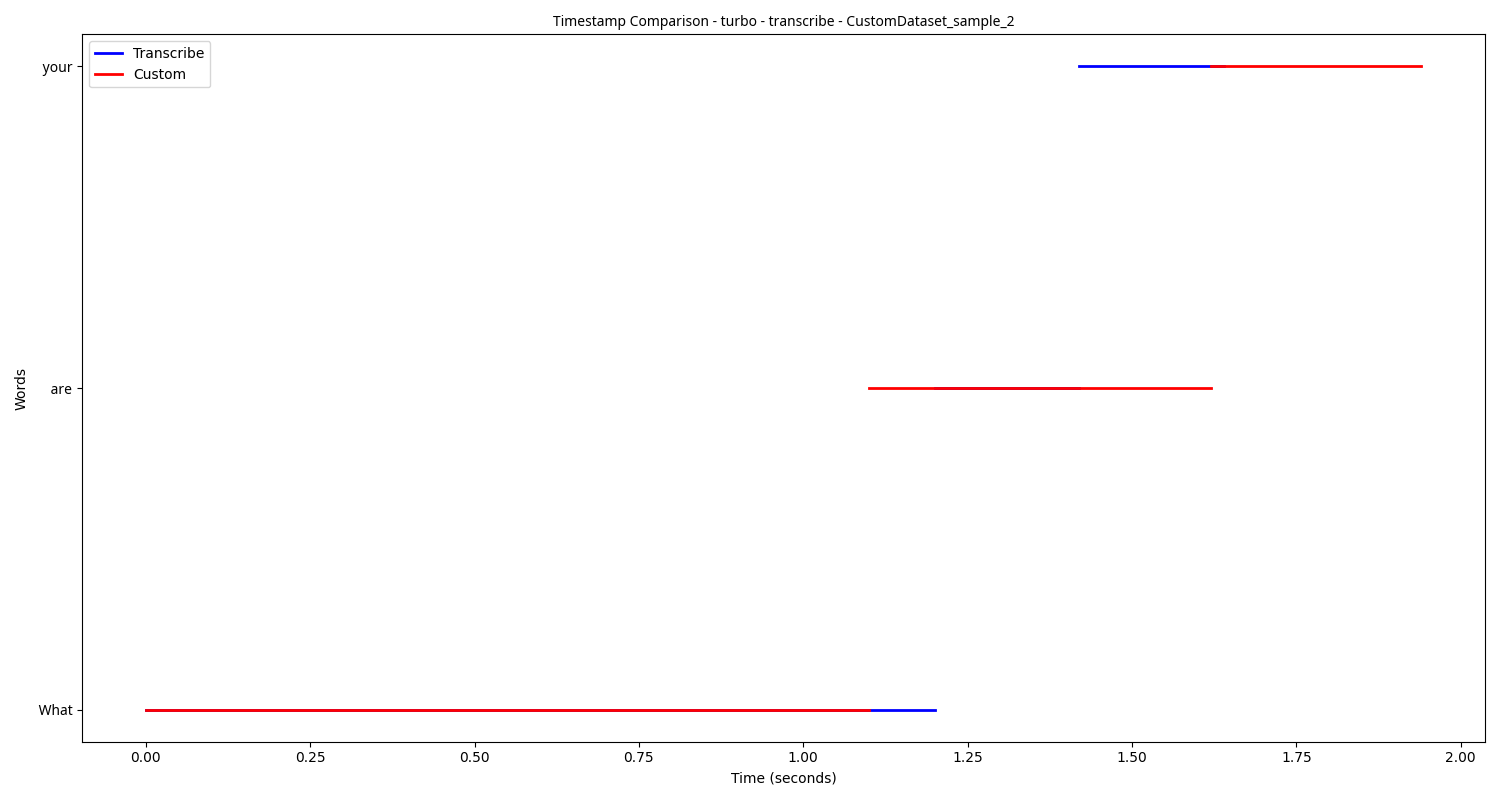 Timestamp Comparison - turbo - transcribe - CustomDataset_sample_2
Transcribe
Custom
your
are
What
Words
0.00 0.25 0.50 0.75 1.00 1.25 1.50 1.75 2.00
Time (seconds)